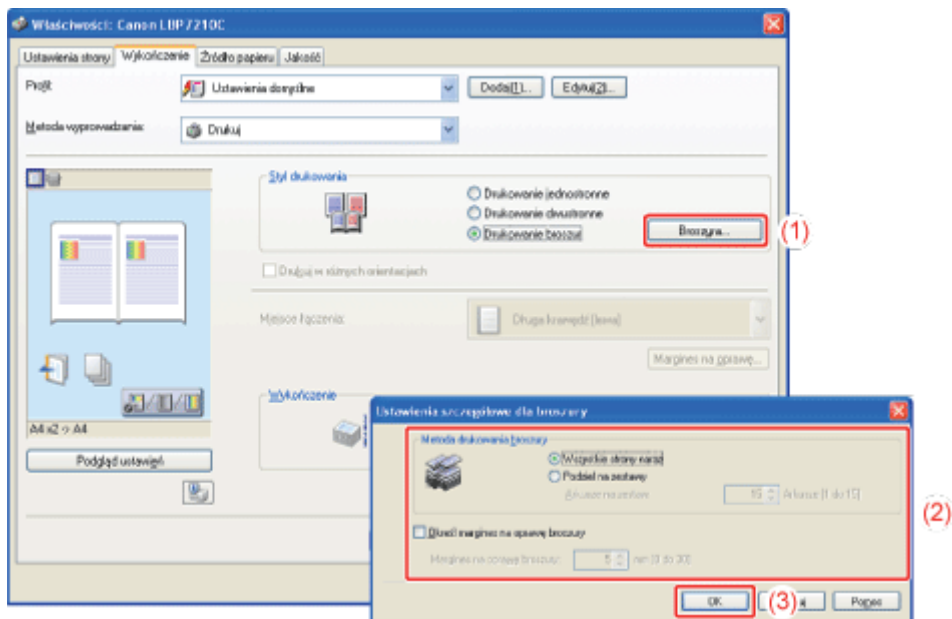 Właściwości: Canon LBP7210C
Ustawienia strony Wykończenie Źródło papieru Jakość
Profil: Ustawienia domyślne Dodaj(1)... Edytuj(2)...
Metoda wyprowadzania: Drukuj
Styl drukowania
Drukowanie jednostronne
Drukowanie dwustronne
Drukowanie broszur Broszura... (1)
Drukuj w różnych orientacjach
Miejsce łączenia: Długa krawędź [lewa]
Margines na oprawę...
Wykończenie
A4 x2 -> A4
Podgląd ustawień
Ustawienia szczegółowe dla broszury
Metoda drukowania broszury
Wszystkie strony naraz
Podziel na zestawy
Arkusze na zestaw: 15 Arkusze [1 do 15]
(2)
Określ margines na oprawę broszury
Margines na oprawę broszury: 5 mm [0 do 30]
OK (3) Pomoc